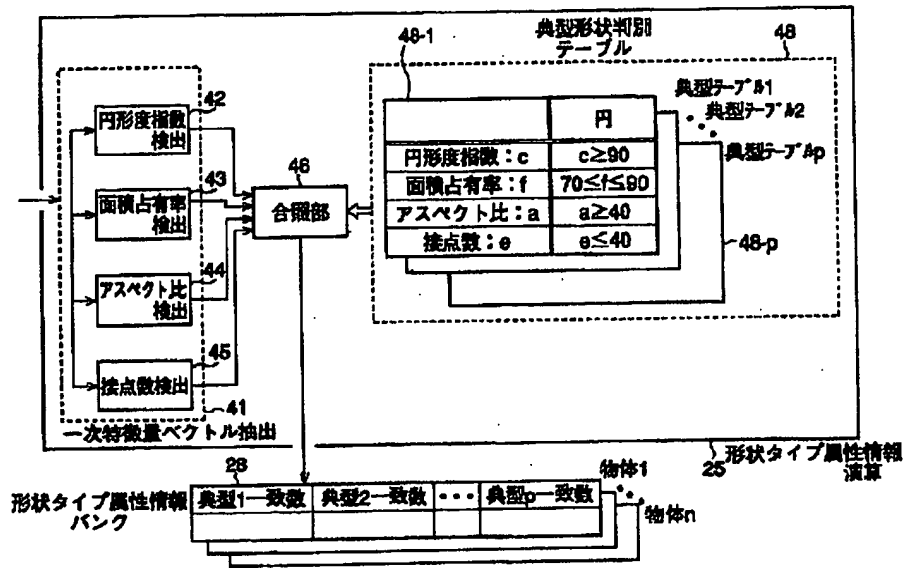 典型形状判別
テーブル
48-1
48
典型テーブル1
典型テーブル2
典型テーブルp
48-p
円
円形度指数：c
c≥90
面積占有率：f
70≤f≤90
アスペクト比：a
a≥40
接点数：e
e≤40
42
円形度指数
検出
43
面積占有率
検出
44
アスペクト比
検出
45
接点数検出
41
一次特徴量ベクトル抽出
46
合照部
25
形状タイプ属性情報
演算
28
形状タイプ属性情報
バンク
典型1一致数
典型2一致数
・・・
典型p一致数
物体1
物体n